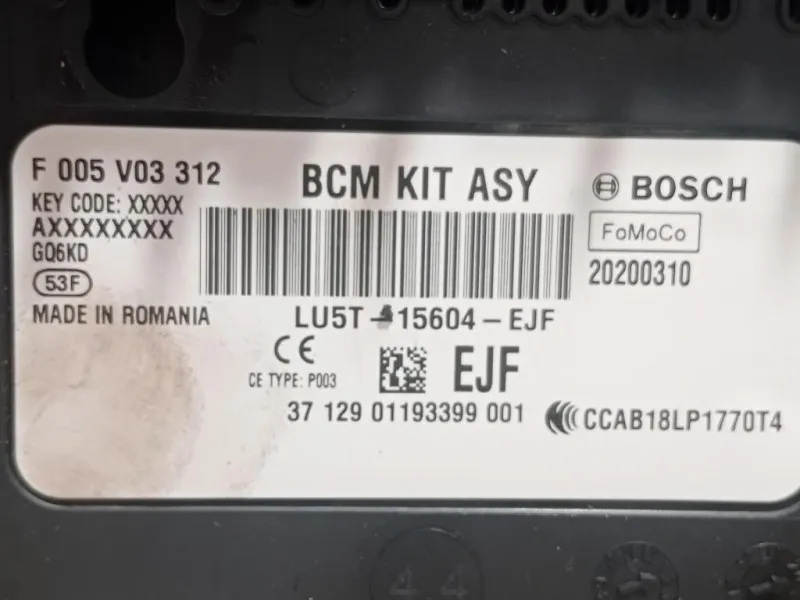 F 005 V03 312
BCM KIT ASY
BOSCH
KEY CODE: XXXXX
AXXXXXXXX
GQ6KD
53F
MADE IN ROMANIA
FoMoCo
20200310
LU5T-15604-EJF
CE
CE TYPE: P003
EJF
37 129 01193399 001
CCAB18LP1770T4
44